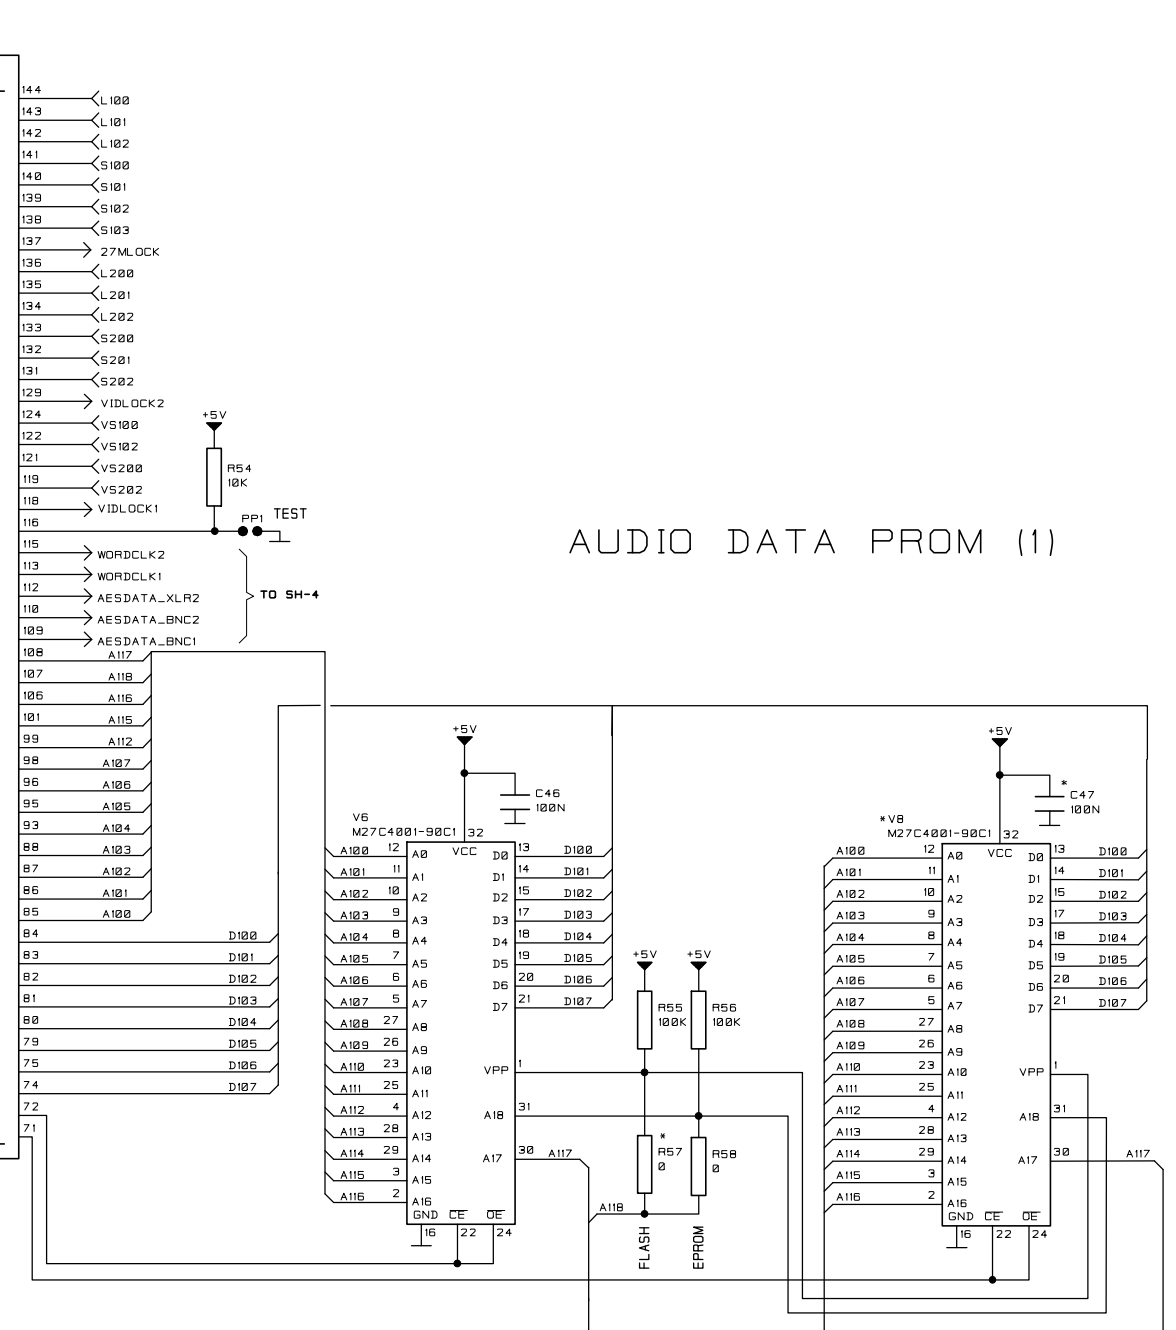 144 L100
143 L101
142 L102
141 S100
140 S101
139 S102
138 S103
137 27MLOCK
136 L200
135 L201
134 L202
133 S200
132 S201
131 S202
129 VIDLOCK2
124 VS100
122 VS102
121 VS200
119 VS202
118 VIDLOCK1
116
115 WORDCLK2
113 WORDCLK1
112 AESDATA_XLR2
110 AESDATA_BNC2
109 AESDATA_BNC1
108 A117
107 A118
106 A116
101 A115
99 A112
98 A107
96 A106
95 A105
93 A104
88 A103
87 A102
86 A101
85 A100
84 D100
83 D101
82 D102
81 D103
80 D104
79 D105
75 D106
74 D107
72
71
+5V
R54
10K
PP1 TEST
TO SH-4
AUDIO DATA PROM (1)
+5V
C46
100N
V6
M27C4001-90C1 32
VCC
A100 12 A0 D0 13 D100
A101 11 A1 D1 14 D101
A102 10 A2 D2 15 D102
A103 9 A3 D3 17 D103
A104 8 A4 D4 18 D104
A105 7 A5 D5 19 D105
A106 6 A6 D6 20 D106
A107 5 A7 D7 21 D107
A108 27 A8
A109 26 A9
A110 23 A10 VPP 1
A111 25 A11
A112 4 A12 A18 31
A113 28 A13
A114 29 A14 A17 30 A117
A115 3 A15
A116 2 A16
GND CE OE
16 22 24
+5V +5V
R55
100K
R56
100K
*
R57
0
R58
0
A118
FLASH
EPROM
+5V
*
C47
100N
*V8
M27C4001-90C1 32
VCC
A100 12 A0 D0 13 D100
A101 11 A1 D1 14 D101
A102 10 A2 D2 15 D102
A103 9 A3 D3 17 D103
A104 8 A4 D4 18 D104
A105 7 A5 D5 19 D105
A106 6 A6 D6 20 D106
A107 5 A7 D7 21 D107
A108 27 A8
A109 26 A9
A110 23 A10 VPP 1
A111 25 A11
A112 4 A12 A18 31
A113 28 A13
A114 29 A14 A17 30 A117
A115 3 A15
A116 2 A16
GND CE OE
16 22 24